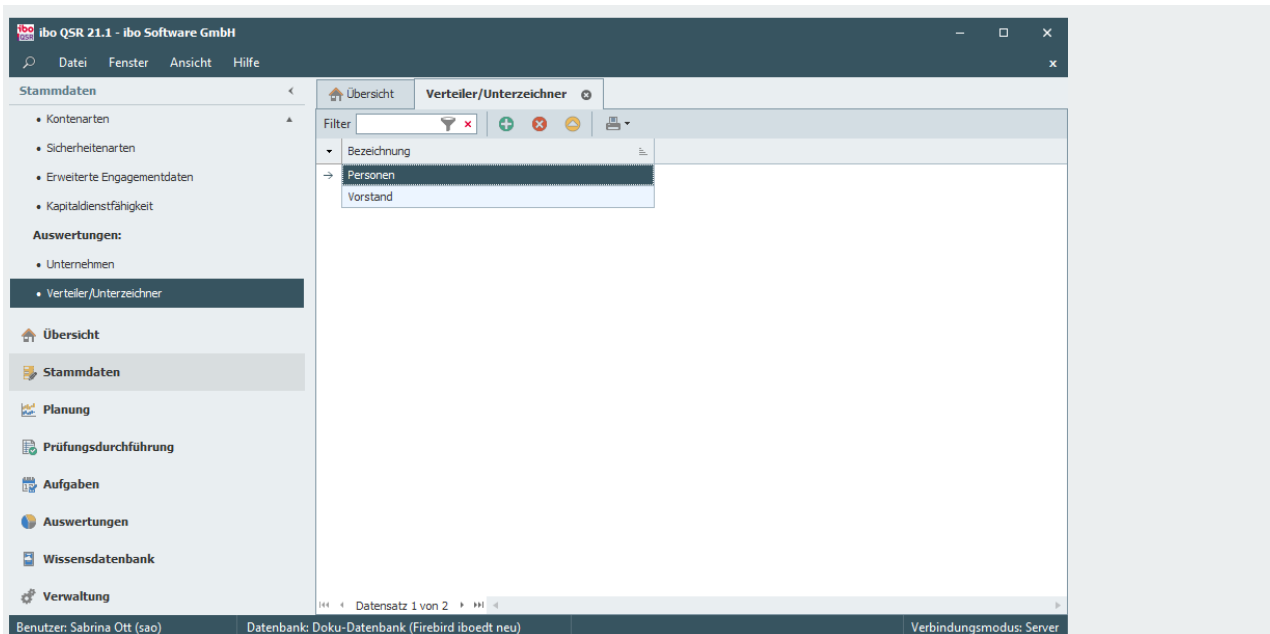 ibo QSR 21.1 - ibo Software GmbH
Datei Fenster Ansicht Hilfe
Stammdaten
• Kontenarten
• Sicherheitenarten
• Erweiterte Engagementdaten
• Kapitaldienstfähigkeit
Auswertungen:
• Unternehmen
• Verteiler/Unterzeichner
Übersicht
Stammdaten
Planung
Prüfungsdurchführung
Aufgaben
Auswertungen
Wissensdatenbank
Verwaltung
Übersicht Verteiler/Unterzeichner
Filter
Bezeichnung
Personen
Vorstand
Datensatz 1 von 2
Benutzer: Sabrina Ott (sao) Datenbank: Doku-Datenbank (Firebird iboedt neu) Verbindungsmodus: Server